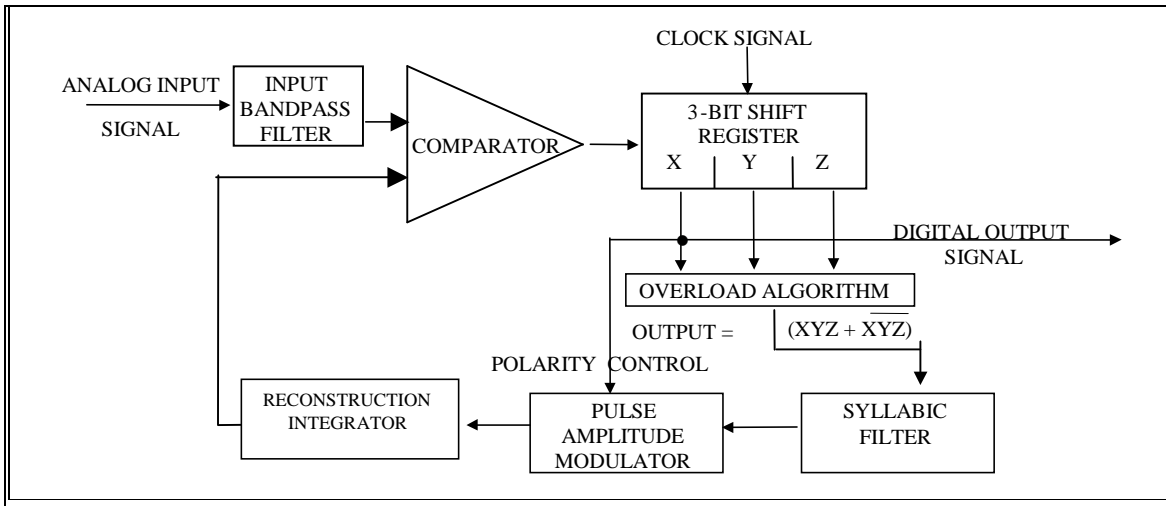 CLOCK SIGNAL
ANALOG INPUT
SIGNAL
INPUT
BANDPASS
FILTER
COMPARATOR
3-BIT SHIFT
REGISTER
X Y Z
DIGITAL OUTPUT
SIGNAL
OVERLOAD ALGORITHM
OUTPUT = (XYZ + X̅Y̅Z̅)
POLARITY CONTROL
RECONSTRUCTION
INTEGRATOR
PULSE
AMPLITUDE
MODULATOR
SYLLABIC
FILTER